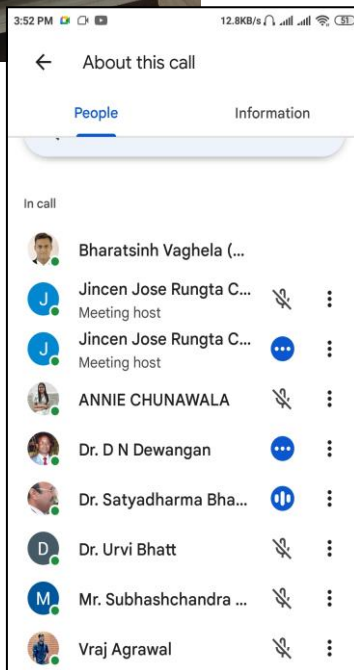 3:52 PM 12.8KB/s 51
About this call
People Information
In call
Bharatsinh Vaghela (...
J Jincen Jose Rungta C...
Meeting host
J Jincen Jose Rungta C...
Meeting host
ANNIE CHUNAWALA
Dr. D N Dewangan
Dr. Satyadharma Bha...
D Dr. Urvi Bhatt
M Mr. Subhashchandra ...
Vraj Agrawal